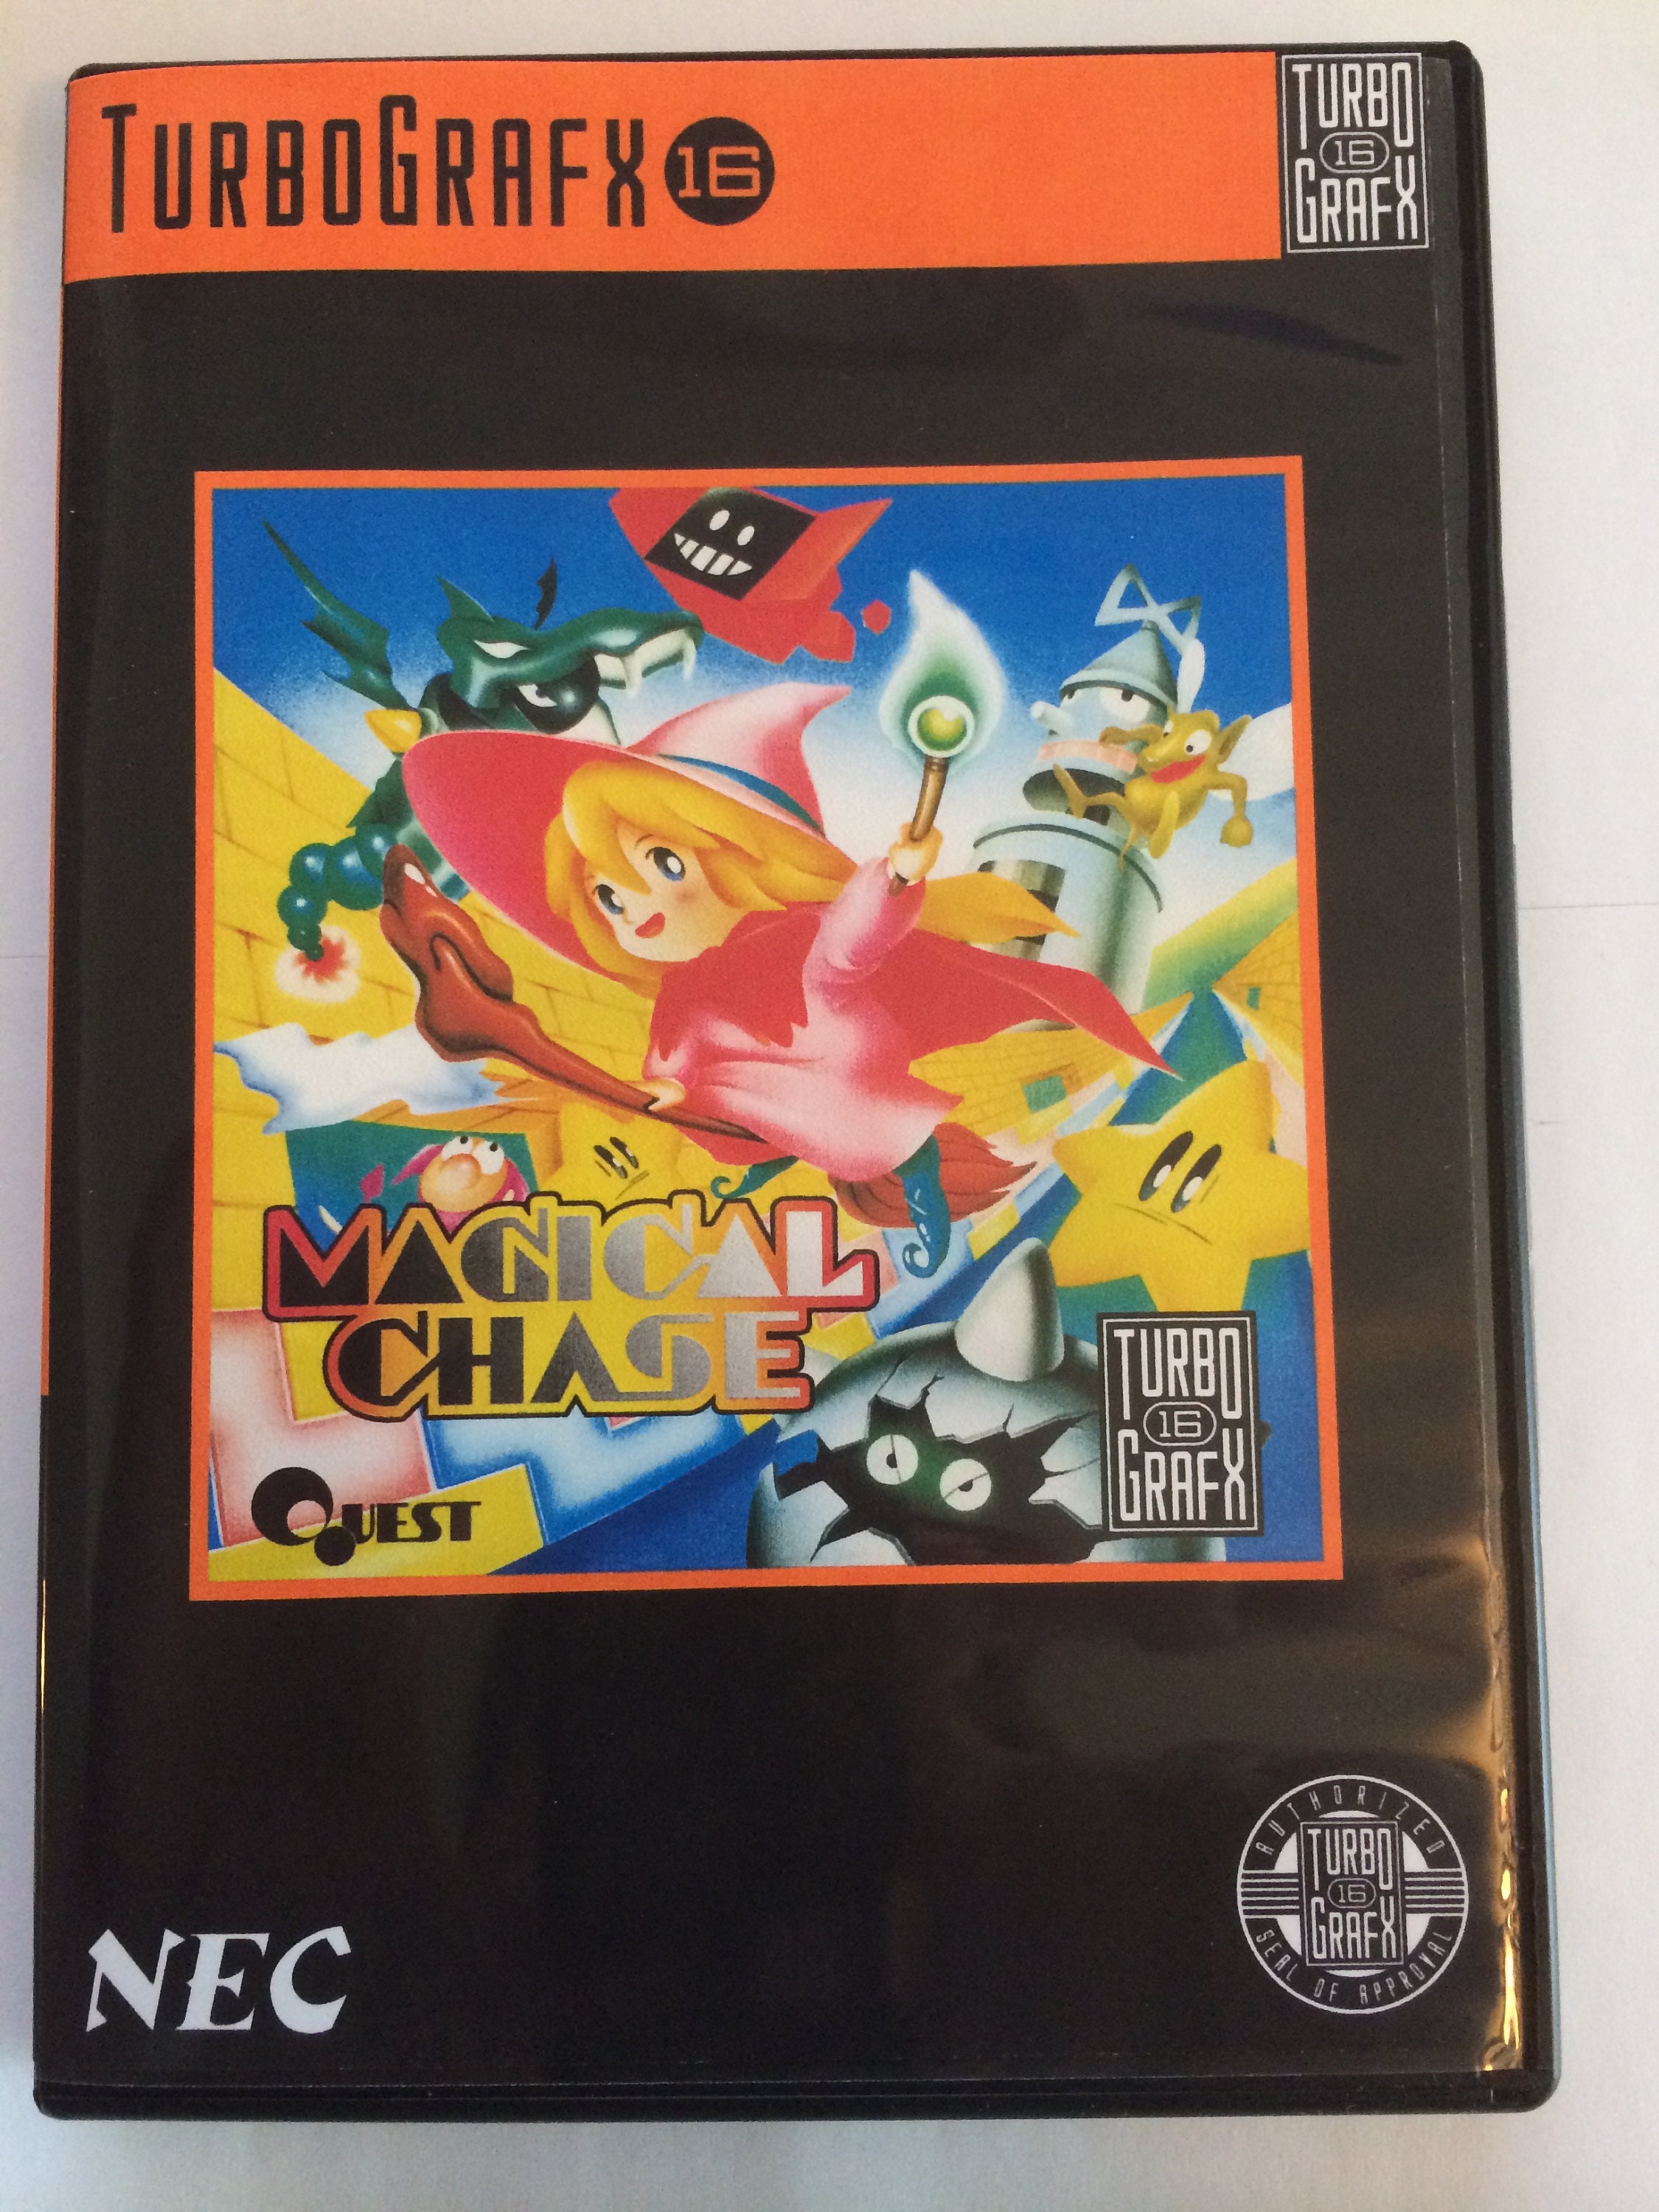 TURBOGRAFX 16
TURBO
16
GRAFX
MAGICAL
CHASE
QUEST
TURBO
16
GRAFX
NEC
AUTHORIZED
TURBO
16
GRAFX
SEAL OF APPROVAL